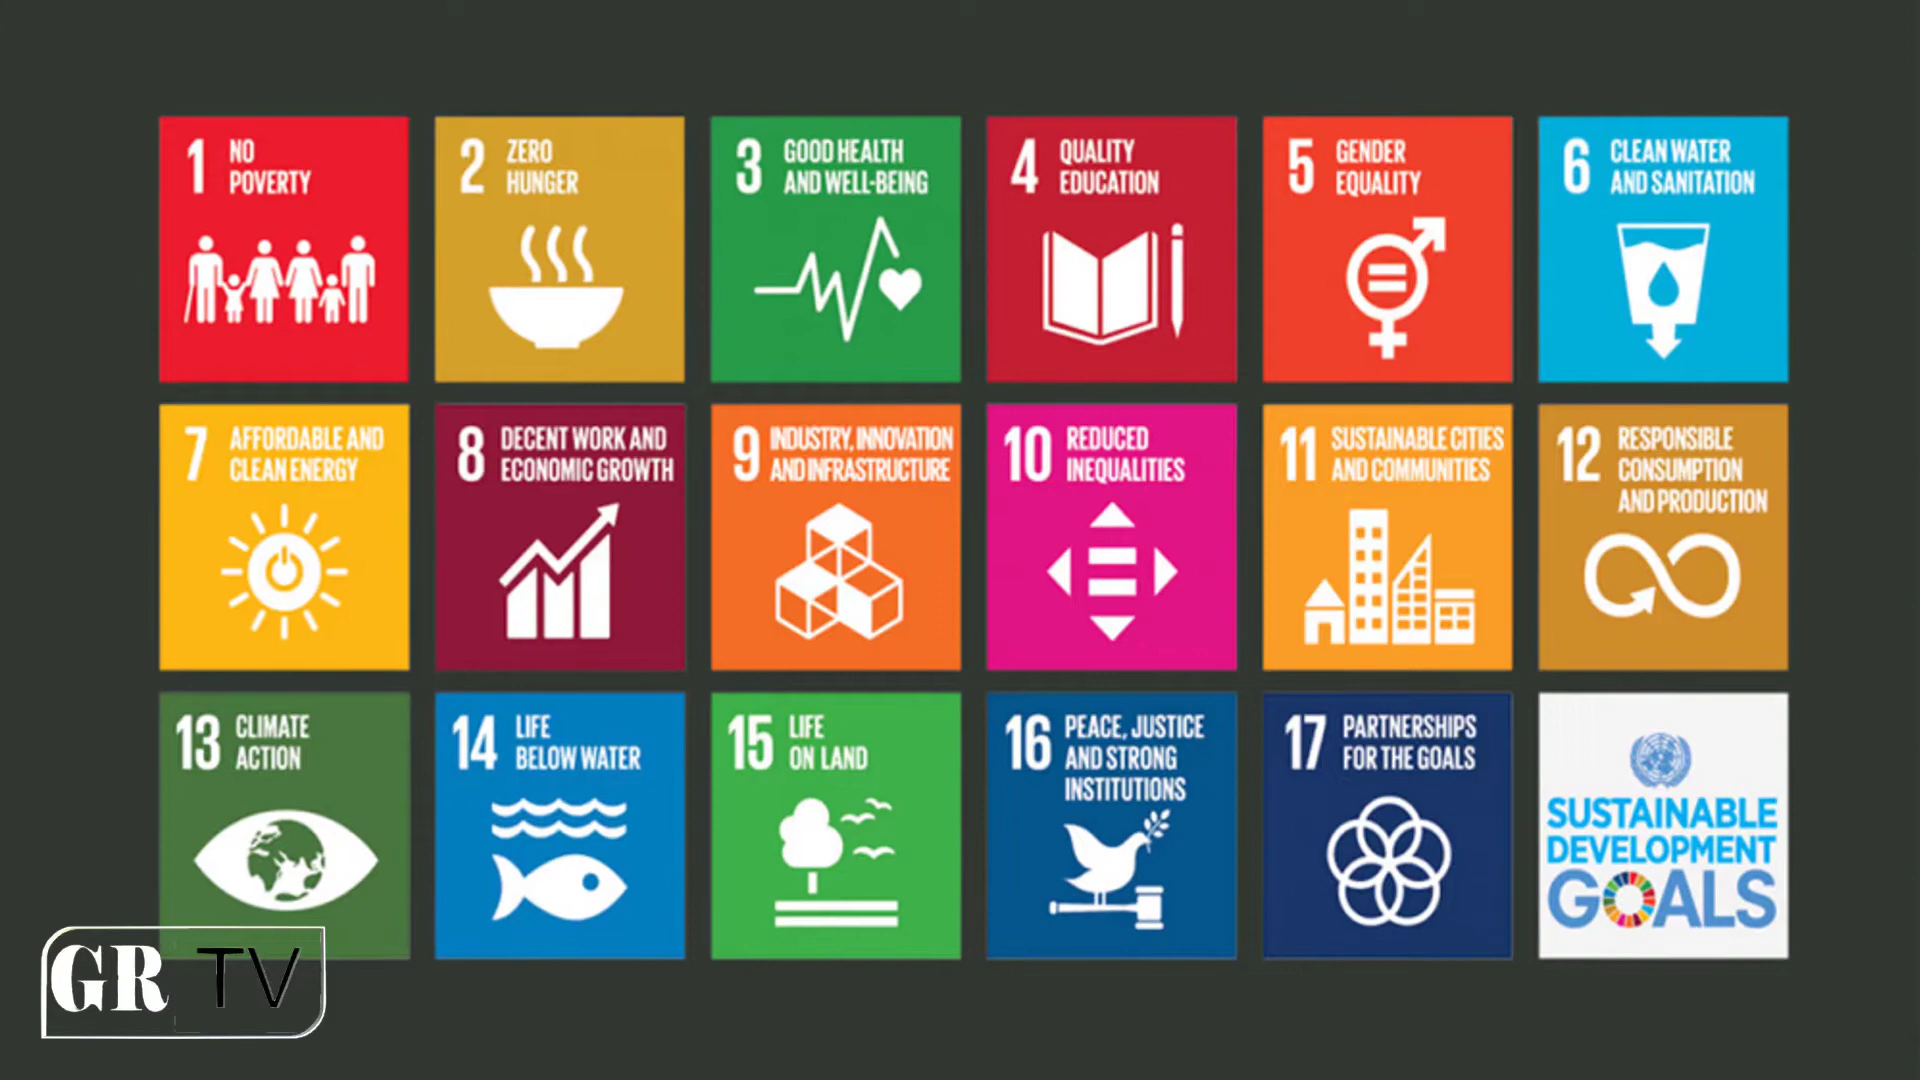 1 NO
POVERTY
2 ZERO
HUNGER
3 GOOD HEALTH
AND WELL-BEING
4 QUALITY
EDUCATION
5 GENDER
EQUALITY
6 CLEAN WATER
AND SANITATION
7 AFFORDABLE AND
CLEAN ENERGY
8 DECENT WORK AND
ECONOMIC GROWTH
9 INDUSTRY, INNOVATION
AND INFRASTRUCTURE
10 REDUCED
INEQUALITIES
11 SUSTAINABLE CITIES
AND COMMUNITIES
12 RESPONSIBLE
CONSUMPTION
AND PRODUCTION
13 CLIMATE
ACTION
14 LIFE
BELOW WATER
15 LIFE
ON LAND
16 PEACE, JUSTICE
AND STRONG
INSTITUTIONS
17 PARTNERSHIPS
FOR THE GOALS
SUSTAINABLE
DEVELOPMENT
GOALS
GR TV